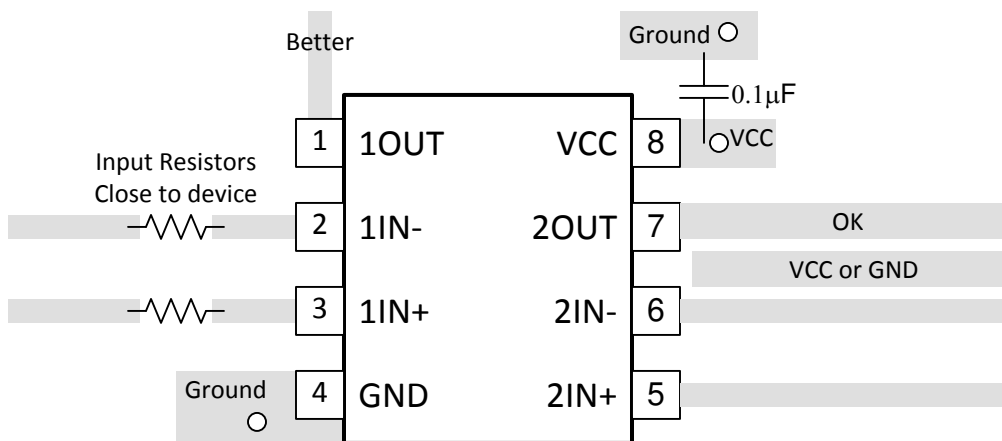 Better
Ground
0.1μF
1 1OUT VCC 8 VCC
Input Resistors
Close to device
2 1IN- 2OUT 7 OK
VCC or GND
3 1IN+ 2IN- 6
Ground
4 GND 2IN+ 5